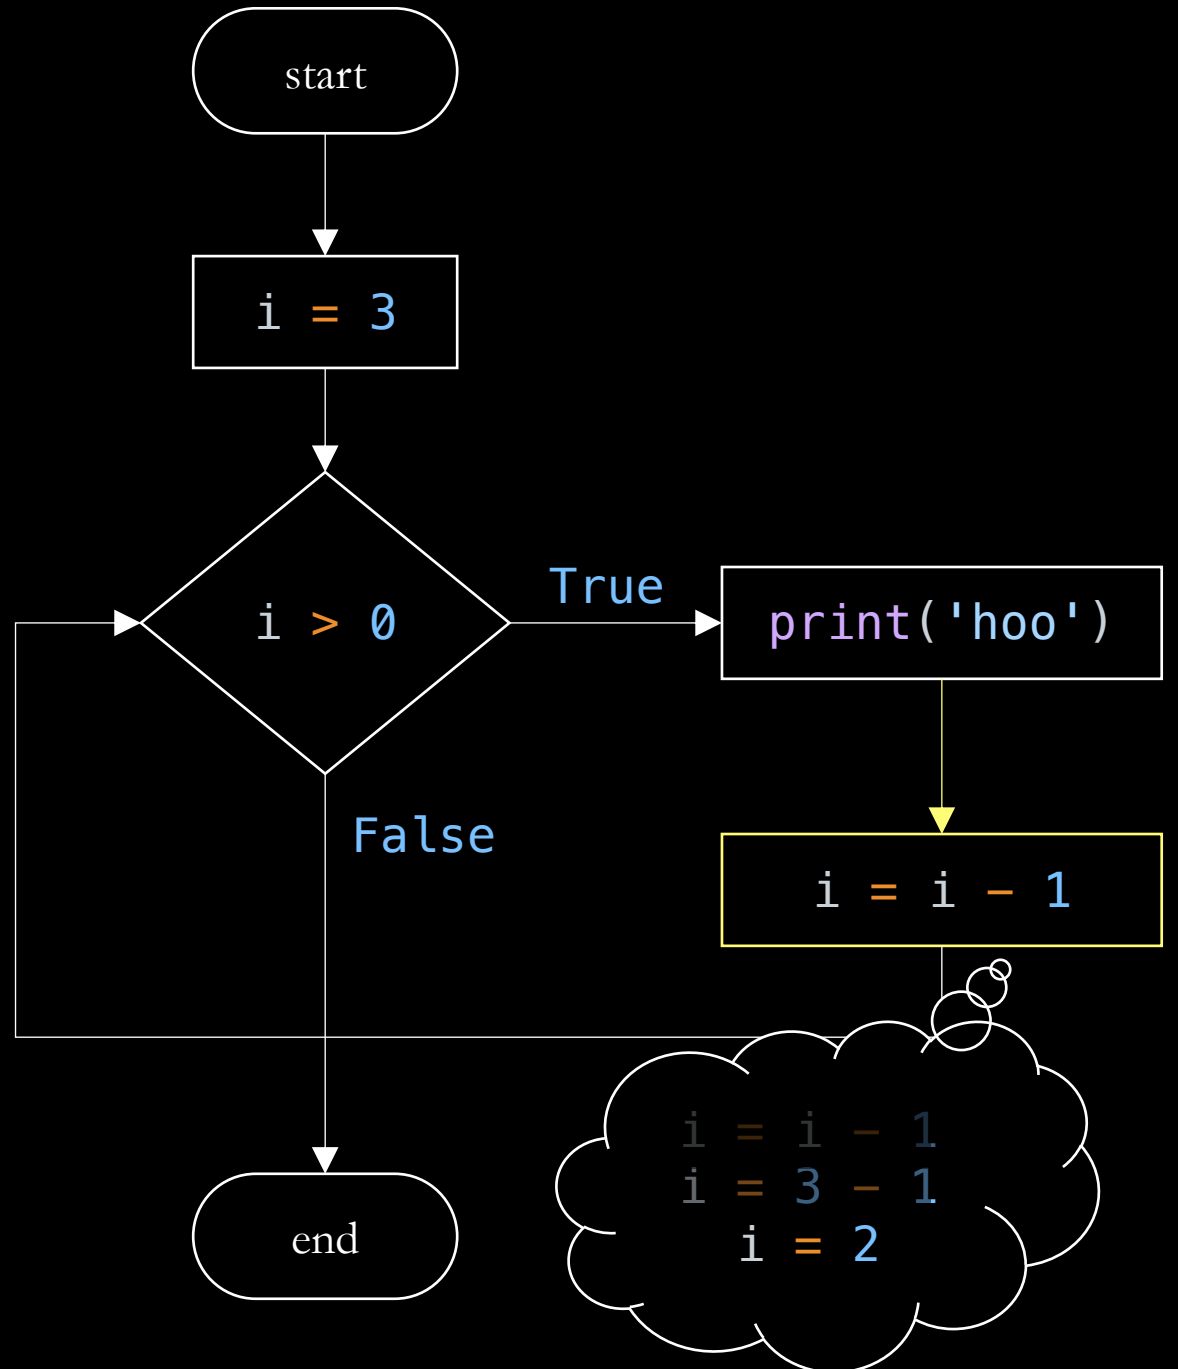 start
i = 3
i > 0
True
print('hoo')
False
i = i - 1
i = i - 1
i = 3 - 1
i = 2
end